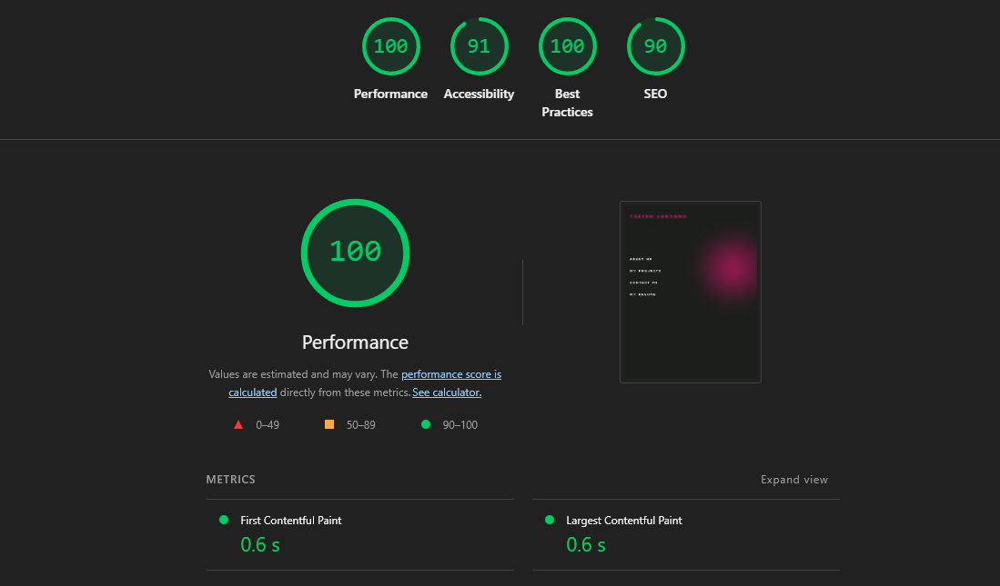 100
91
100
90
Performance
Accessibility
Best
Practices
SEO
100
Performance
Values are estimated and may vary. The performance score is
calculated directly from these metrics. See calculator.
0–49
50–89
90–100
ABOUT ME
MY PROJECTS
CONTACT ME
MY RESUME
METRICS
Expand view
First Contentful Paint
0.6 s
Largest Contentful Paint
0.6 s